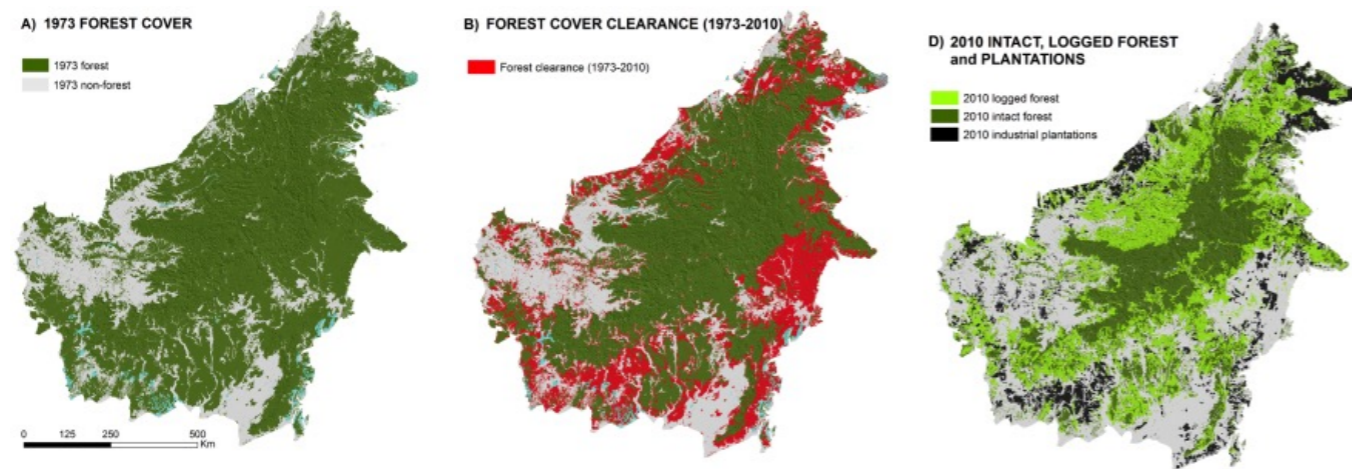 A) 1973 FOREST COVER
1973 forest
1973 non-forest
0 125 250 500
Km
B) FOREST COVER CLEARANCE (1973-2010)
Forest clearance (1973-2010)
D) 2010 INTACT, LOGGED FOREST
and PLANTATIONS
2010 logged forest
2010 intact forest
2010 industrial plantations